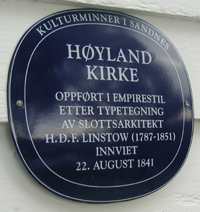 KULTURMINNER I SANDNES
HØYLAND
KIRKE
OPPFØRT I EMPIRESTIL
ETTER TYPETEGNING
AV SLOTTSARKITEKT
H.D.F. LINSTOW (1787-1851)
INNVIET
22. AUGUST 1841